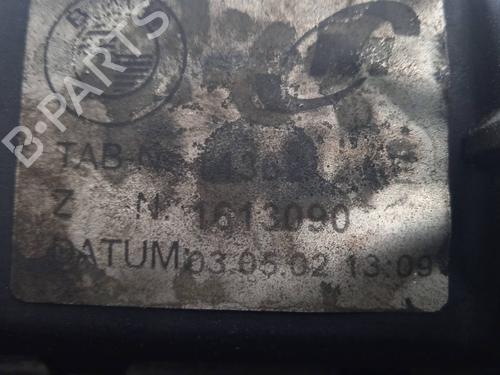 B-PARTS
TAB-N
Z N. 1613090
DATUM: 03.05.02 13:09